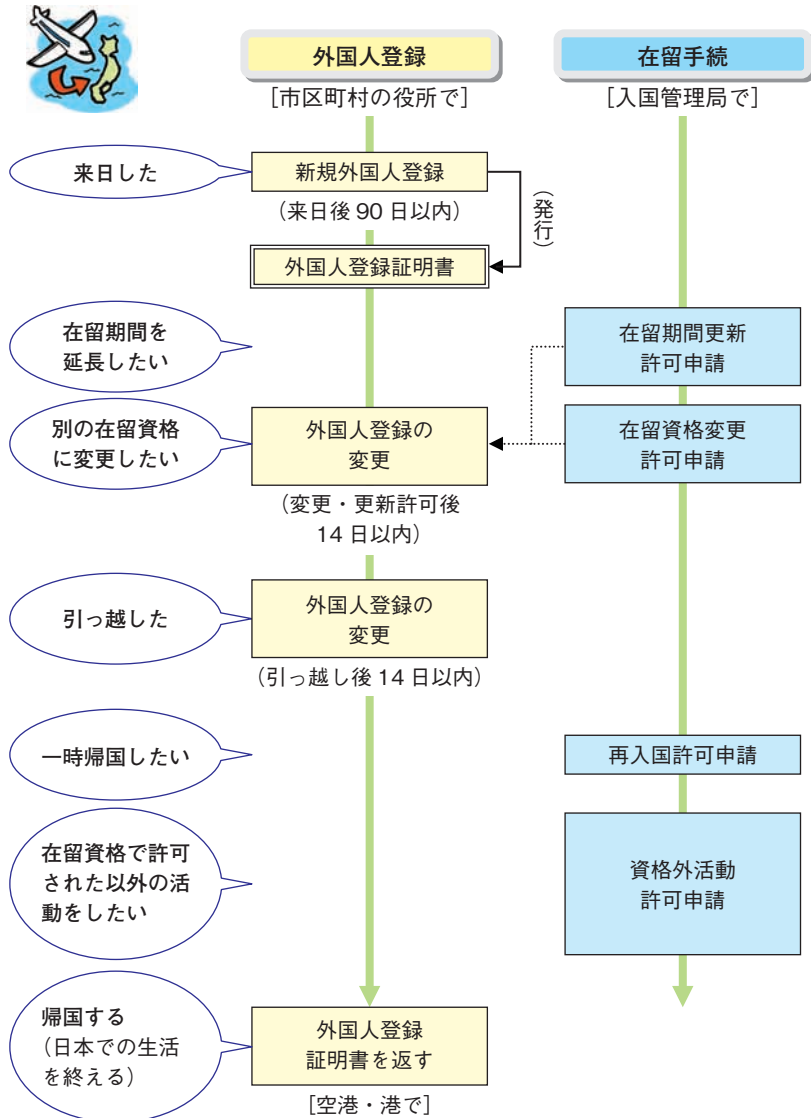 外国人登録
在留手続
[市区町村の役所で]
[入国管理局で]
来日した
新規外国人登録
(来日後 90 日以内)
(発行)
外国人登録証明書
在留期間を
延長したい
在留期間更新
許可申請
別の在留資格
に変更したい
外国人登録の
変更
在留資格変更
許可申請
(変更・更新許可後
14 日以内)
引っ越した
外国人登録の
変更
(引っ越し後 14 日以内)
一時帰国したい
再入国許可申請
在留資格で許可
された以外の活
動をしたい
資格外活動
許可申請
帰国する
(日本での生活
を終える)
外国人登録
証明書を返す
[空港・港で]